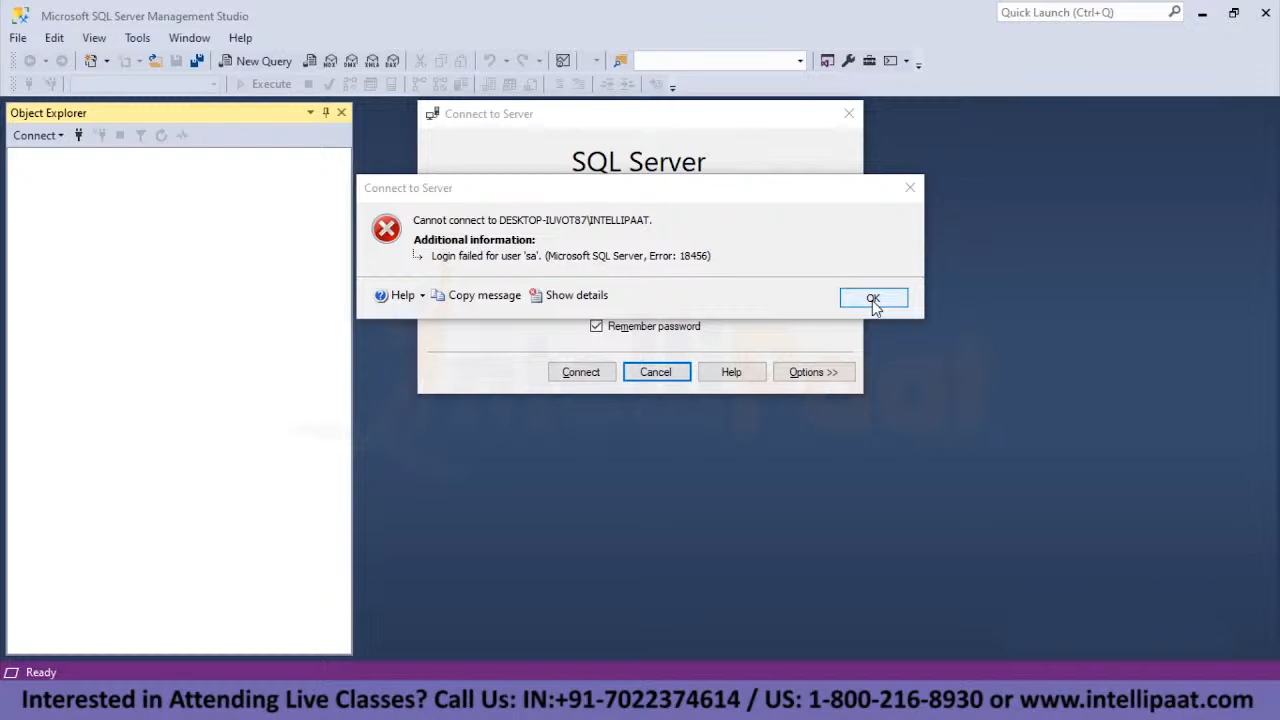 Microsoft SQL Server Management Studio
Quick Launch (Ctrl+Q)
File Edit View Tools Window Help
New Query
MDX DMX XMLA DAX
Execute
Object Explorer
Connect
Connect to Server
SQL Server
Connect to Server
Cannot connect to DESKTOP-IUVOT87\INTELLIPAAT.
Additional information:
Login failed for user 'sa'. (Microsoft SQL Server, Error: 18456)
Help Copy message Show details OK
Remember password
Connect Cancel Help Options >>
Ready
Interested in Attending Live Classes? Call Us: IN:+91-7022374614 / US: 1-800-216-8930 or www.intellipaat.com